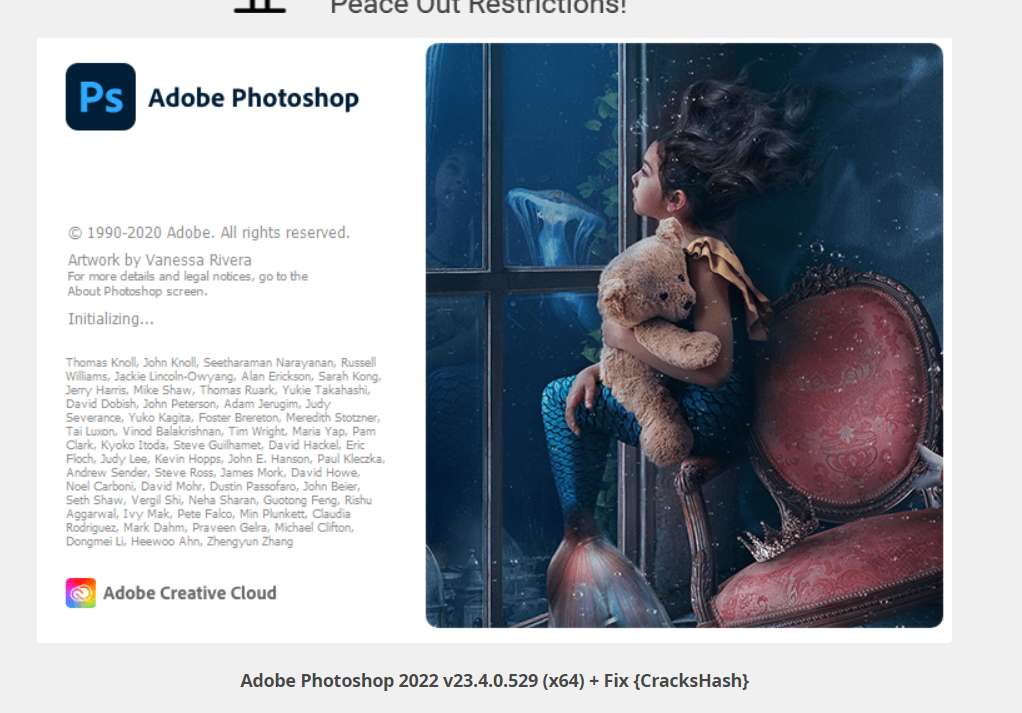 Peace Out Restrictions!
Ps Adobe Photoshop
© 1990-2020 Adobe. All rights reserved.
Artwork by Vanessa Rivera
For more details and legal notices, go to the
About Photoshop screen.
Initializing...
Thomas Knoll, John Knoll, Seetharaman Narayanan, Russell
Williams, Jackie Lincoln-Owyang, Alan Erickson, Sarah Kong,
Jerry Harris, Mike Shaw, Thomas Ruark, Yukie Takahashi,
David Dobish, John Peterson, Adam Jerugim, Judy
Severance, Yuko Kagita, Foster Brereton, Meredith Stotzner,
Tai Luxon, Vinod Balakrishnan, Tim Wright, Maria Yap, Pam
Clark, Kyoko Itoda, Steve Guilhamet, David Hackel, Eric
Floch, Judy Lee, Kevin Hopps, John E. Hanson, Paul Kleczka,
Andrew Sender, Steve Ross, James Mork, David Howe,
Noel Carboni, David Mohr, Dustin Passofaro, John Beier,
Seth Shaw, Vergil Shi, Neha Sharan, Guotong Feng, Rishu
Aggarwal, Ivy Mak, Pete Falco, Min Plunkett, Claudia
Rodriguez, Mark Dahm, Praveen Gelra, Michael Clifton,
Dongmei Li, Heewoo Ahn, Zhengyun Zhang
Adobe Creative Cloud
Adobe Photoshop 2022 v23.4.0.529 (x64) + Fix {CracksHash}